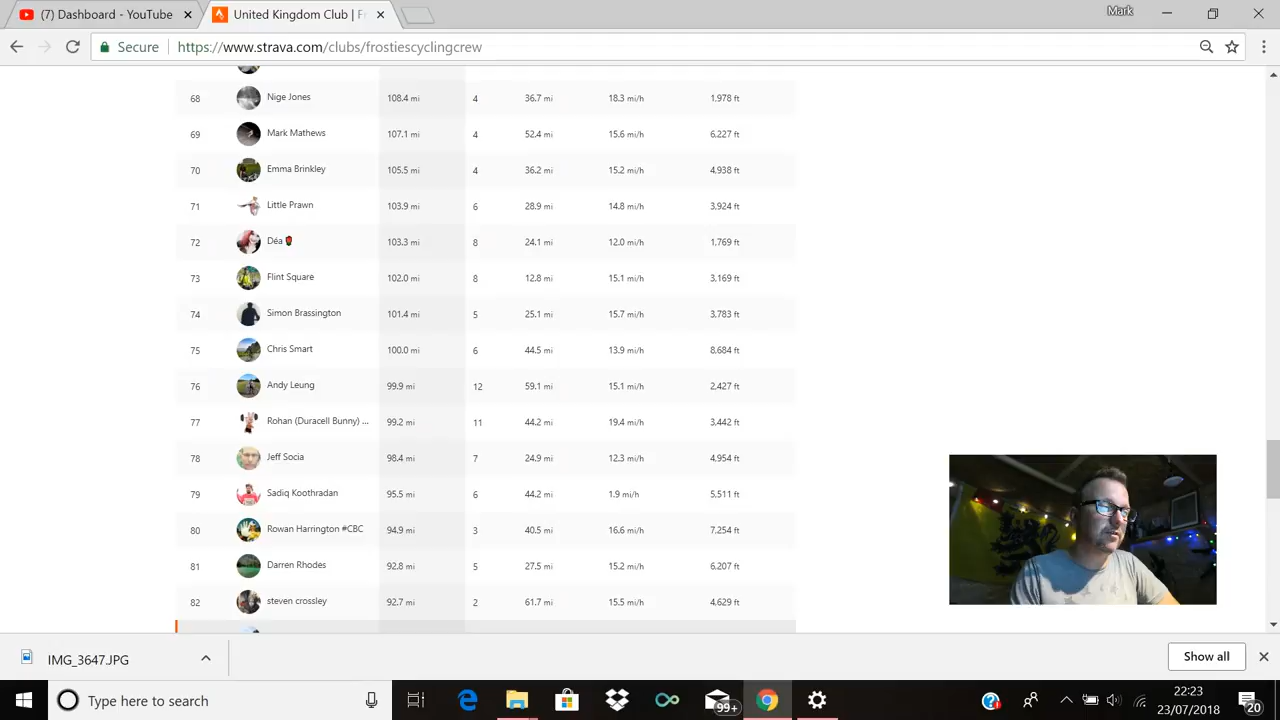 (7) Dashboard - YouTube
United Kingdom Club | Fr
Mark
Secure
https://www.strava.com/clubs/frostiescyclingcrew
68 Nige Jones 108.4 mi 4 36.7 mi 18.3 mi/h 1,978 ft
69 Mark Mathews 107.1 mi 4 52.4 mi 15.6 mi/h 6,227 ft
70 Emma Brinkley 105.5 mi 4 36.2 mi 15.2 mi/h 4,938 ft
71 Little Prawn 103.9 mi 6 28.9 mi 14.8 mi/h 3,924 ft
72 Déa 103.3 mi 8 24.1 mi 12.0 mi/h 1,769 ft
73 Flint Square 102.0 mi 8 12.8 mi 15.1 mi/h 3,169 ft
74 Simon Brassington 101.4 mi 5 25.1 mi 15.7 mi/h 3,783 ft
75 Chris Smart 100.0 mi 6 44.5 mi 13.9 mi/h 8,684 ft
76 Andy Leung 99.9 mi 12 59.1 mi 15.1 mi/h 2,427 ft
77 Rohan (Duracell Bunny) ... 99.2 mi 11 44.2 mi 19.4 mi/h 3,442 ft
78 Jeff Socia 98.4 mi 7 24.9 mi 12.3 mi/h 4,954 ft
79 Sadiq Koothradan 95.5 mi 6 44.2 mi 1.9 mi/h 5,511 ft
80 Rowan Harrington #CBC 94.9 mi 3 40.5 mi 16.6 mi/h 7,254 ft
81 Darren Rhodes 92.8 mi 5 27.5 mi 15.2 mi/h 6,207 ft
82 steven crossley 92.7 mi 2 61.7 mi 15.5 mi/h 4,629 ft
IMG_3647.JPG
Show all
Type here to search
99+
22:23
23/07/2018
20